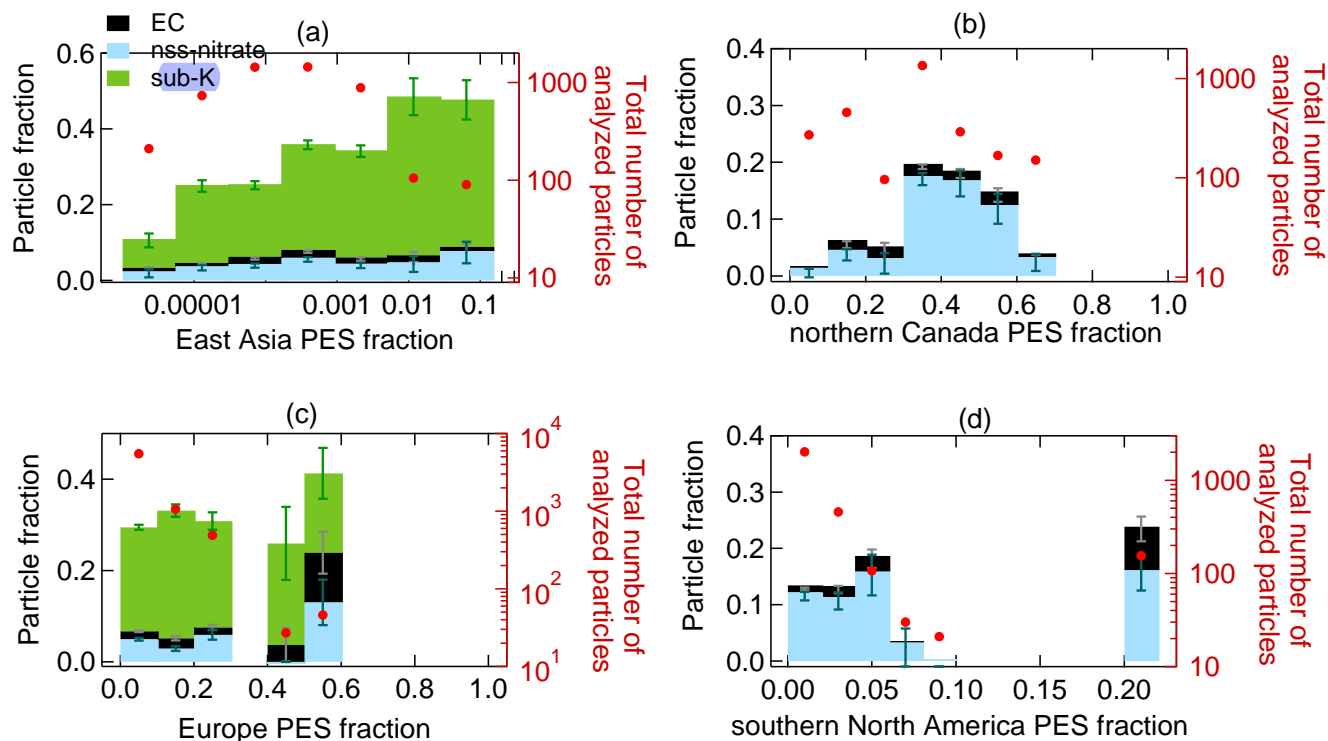 EC
nss-nitrate
sub-K
(a)
0.6
0.4
0.2
0.0
Particle fraction
0.00001
0.001
0.01
0.1
East Asia PES fraction
1000
100
10
Total number of
analyzed particles
(b)
0.4
0.3
0.2
0.1
0.0
Particle fraction
0.0
0.2
0.4
0.6
0.8
1.0
northern Canada PES fraction
1000
100
10
Total number of
analyzed particles
(c)
0.4
0.2
0.0
Particle fraction
0.0
0.2
0.4
0.6
0.8
1.0
Europe PES fraction
10^4
10^3
10^2
10^1
Total number of
analyzed particles
(d)
0.4
0.3
0.2
0.1
0.0
Particle fraction
0.00
0.05
0.10
0.15
0.20
southern North America PES fraction
1000
100
10
Total number of
analyzed particles